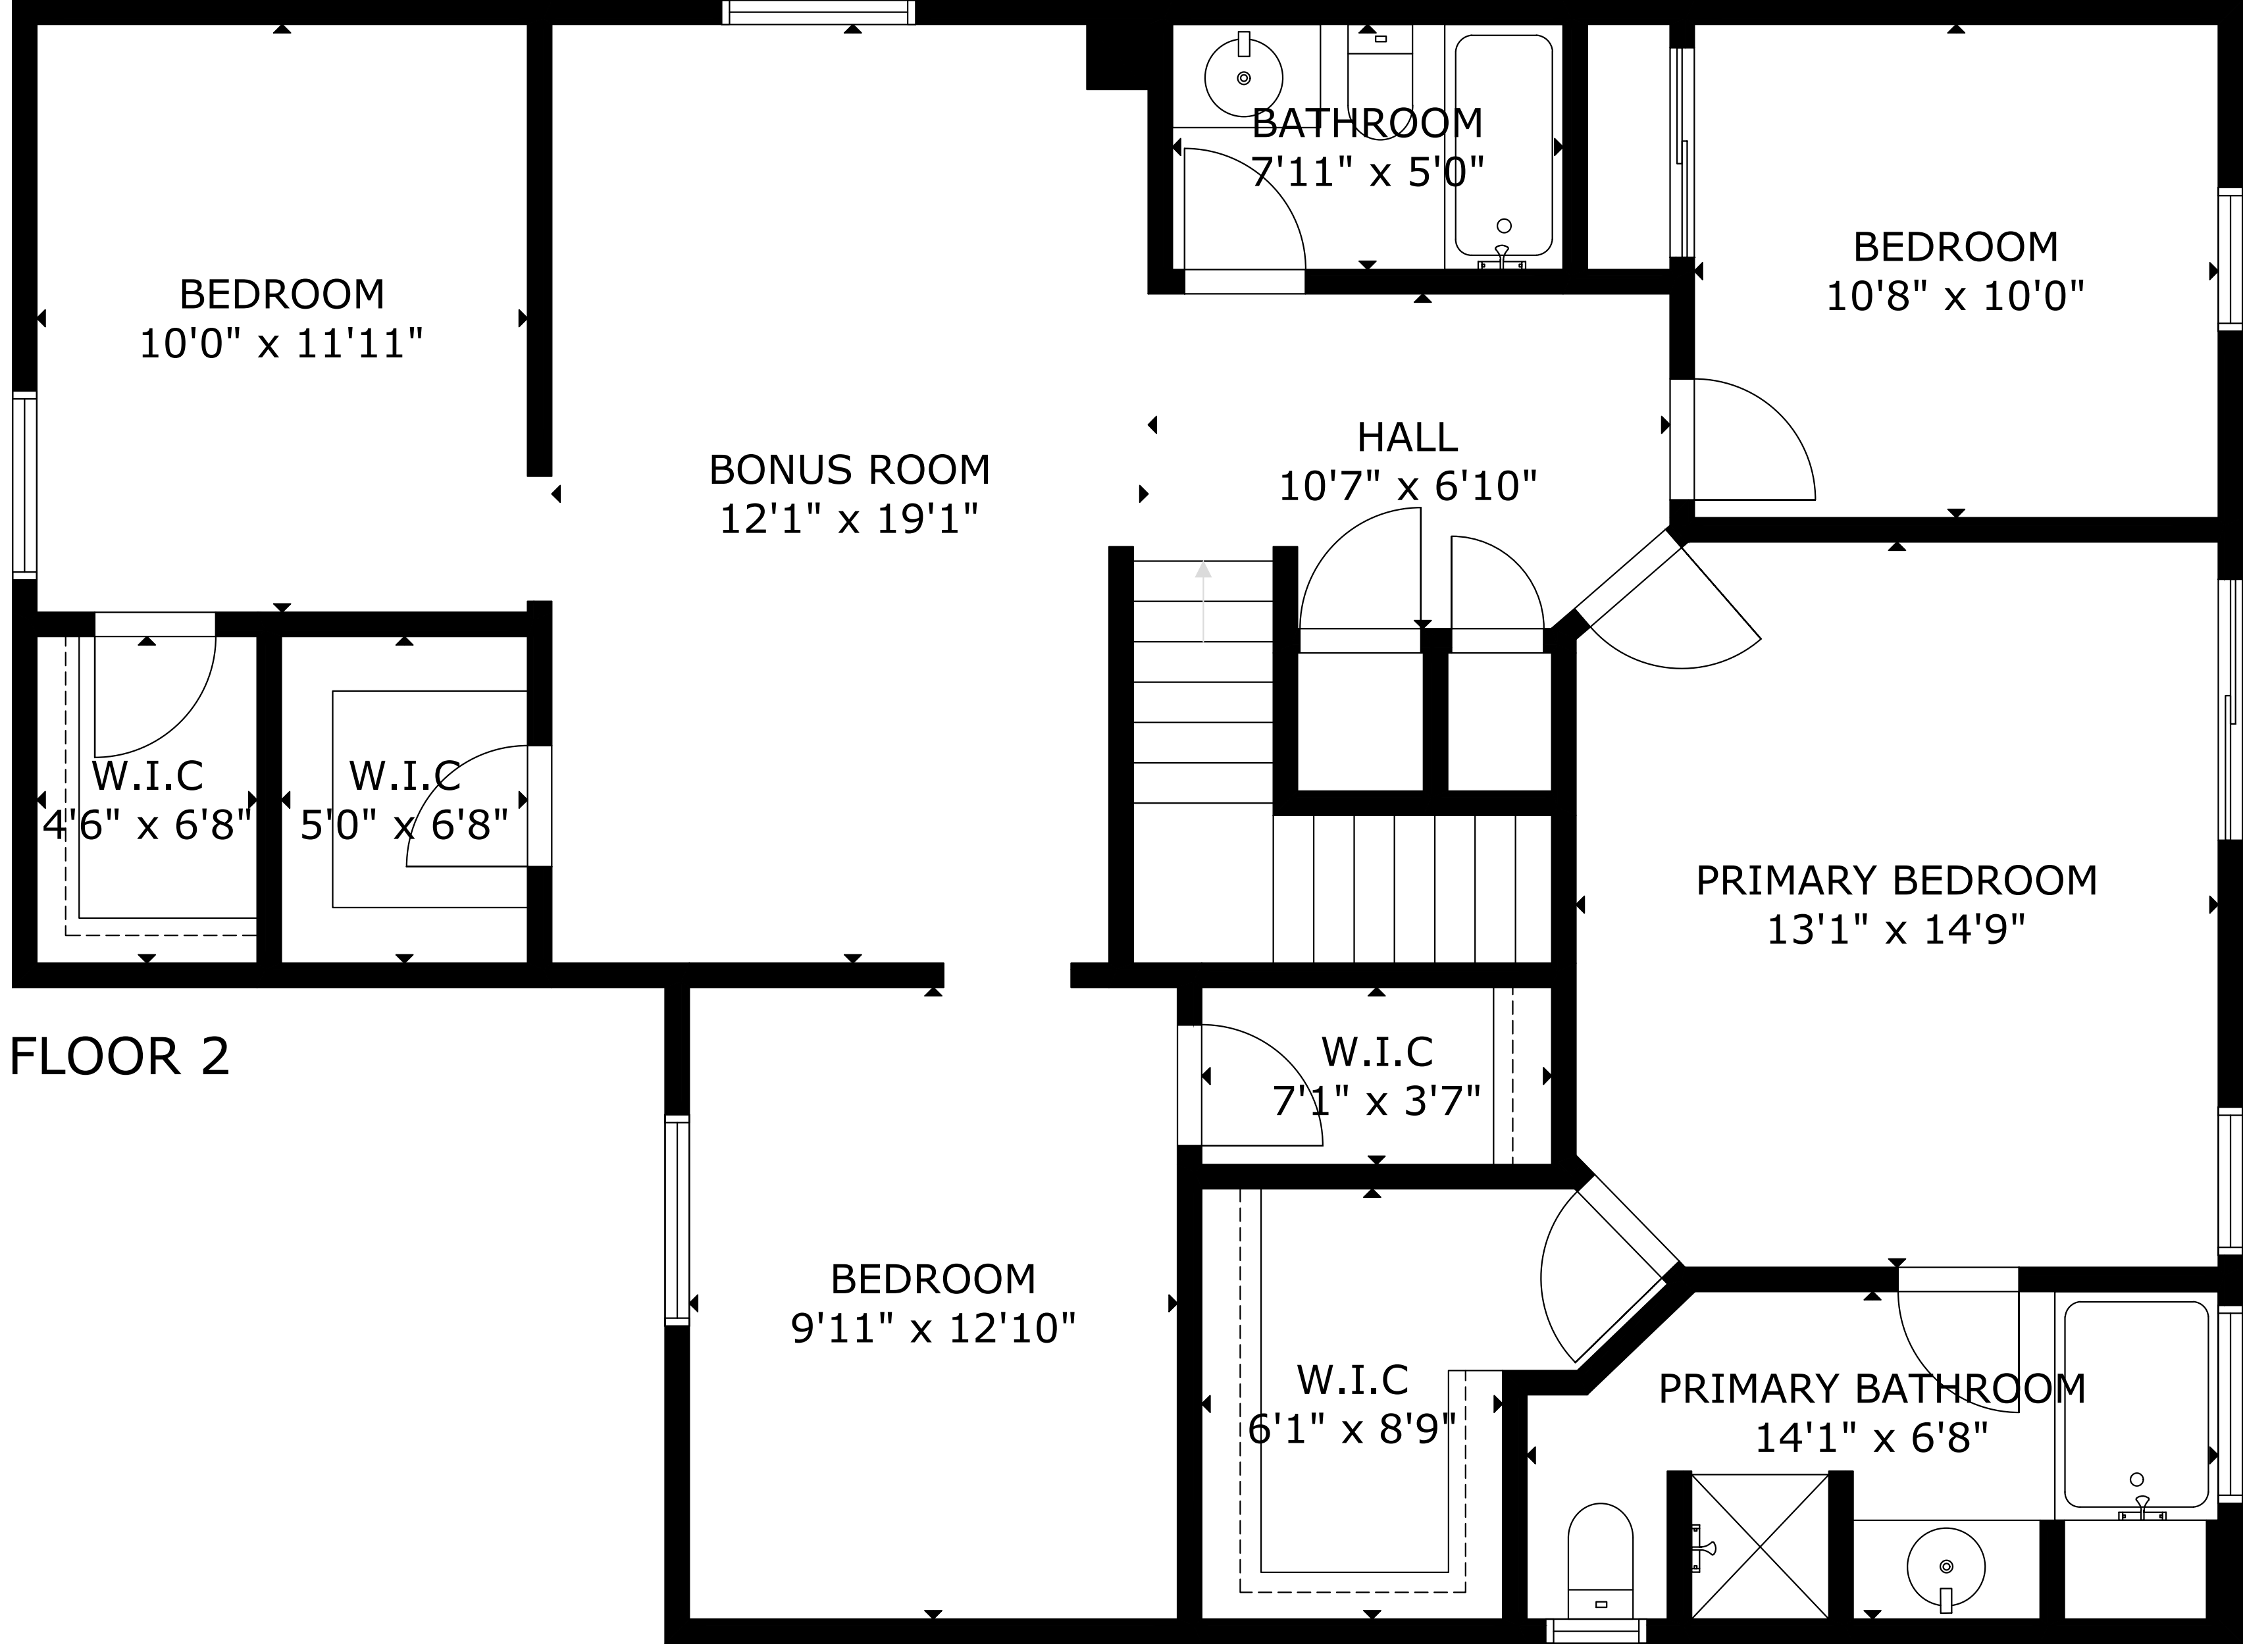 BATHROOM
7'11" x 5'0"
BEDROOM
10'8" x 10'0"
BEDROOM
10'0" x 11'11"
BONUS ROOM
12'1" x 19'1"
HALL
10'7" x 6'10"
W.I.C
4'6" x 6'8"
W.I.C
5'0" x 6'8"
PRIMARY BEDROOM
13'1" x 14'9"
FLOOR 2
W.I.C
7'1" x 3'7"
BEDROOM
9'11" x 12'10"
W.I.C
6'1" x 8'9"
PRIMARY BATHROOM
14'1" x 6'8"